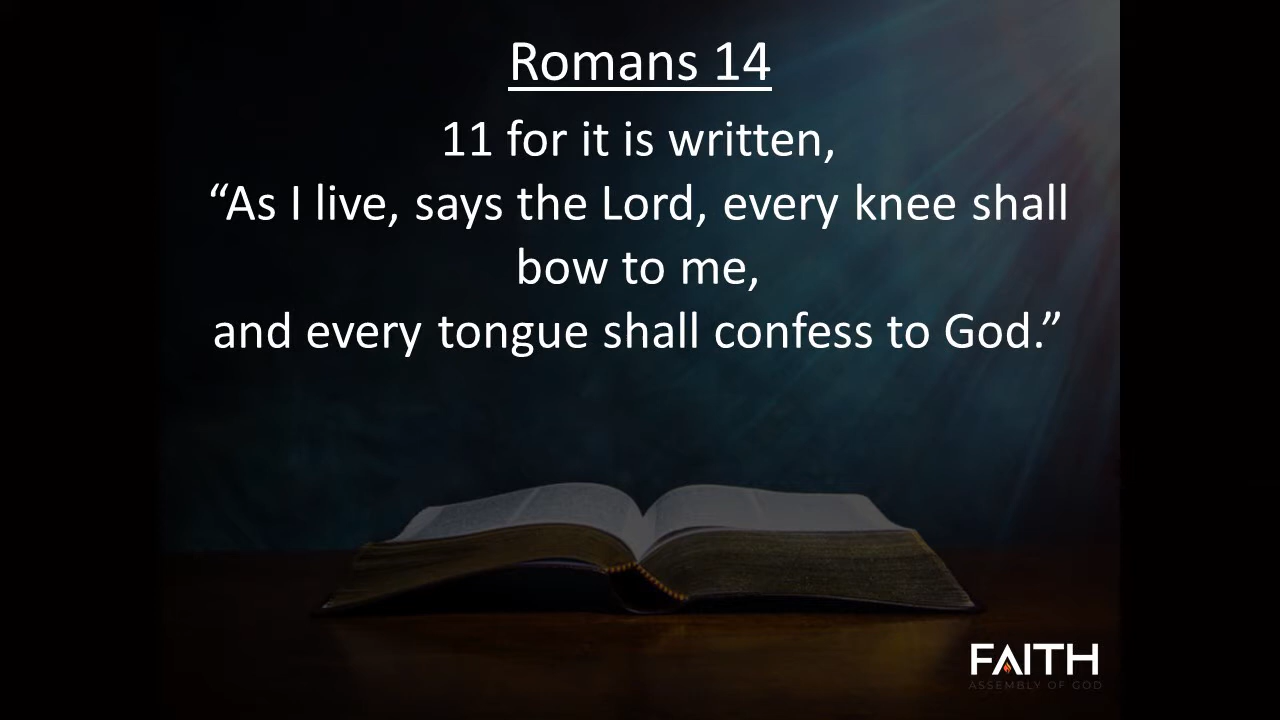 Romans 14
11 for it is written,
“As I live, says the Lord, every knee shall
bow to me,
and every tongue shall confess to God.”
FAITH
ASSEMBLY OF GOD